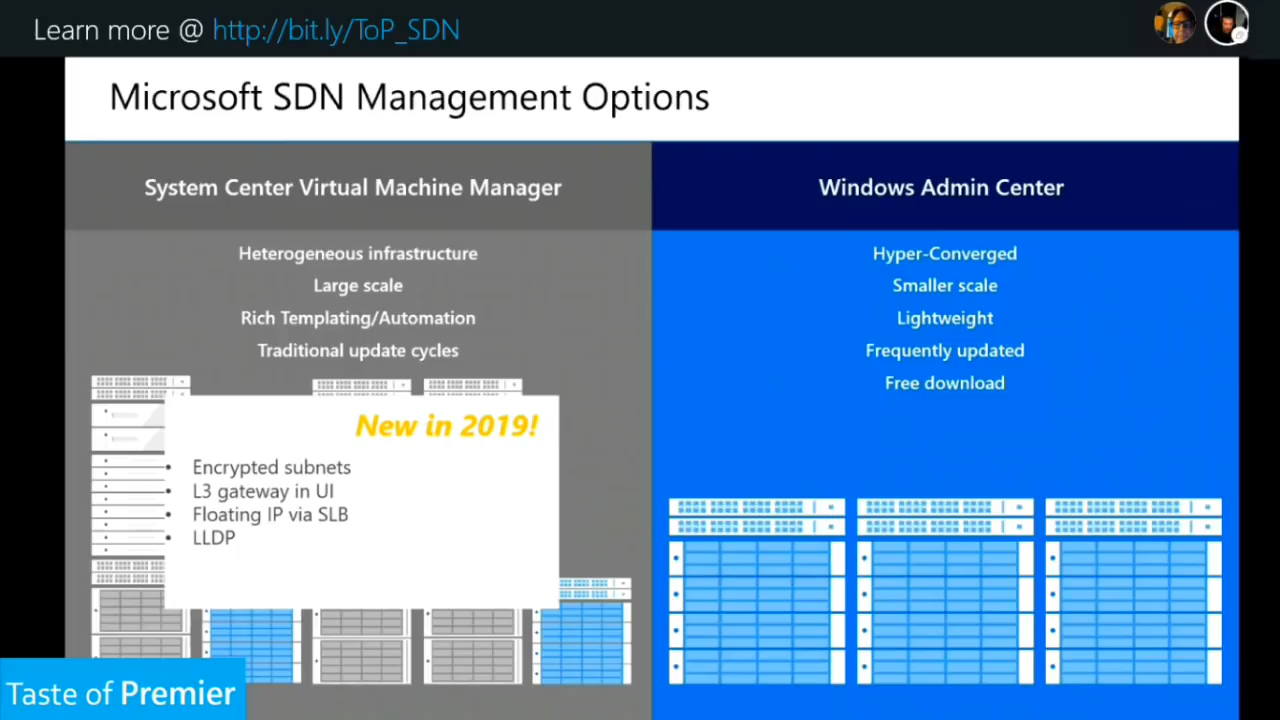 Learn more @ http://bit.ly/ToP_SDN
Microsoft SDN Management Options
System Center Virtual Machine Manager
Heterogeneous infrastructure
Large scale
Rich Templating/Automation
Traditional update cycles
New in 2019!
• Encrypted subnets
• L3 gateway in UI
• Floating IP via SLB
• LLDP
Windows Admin Center
Hyper-Converged
Smaller scale
Lightweight
Frequently updated
Free download
Taste of Premier